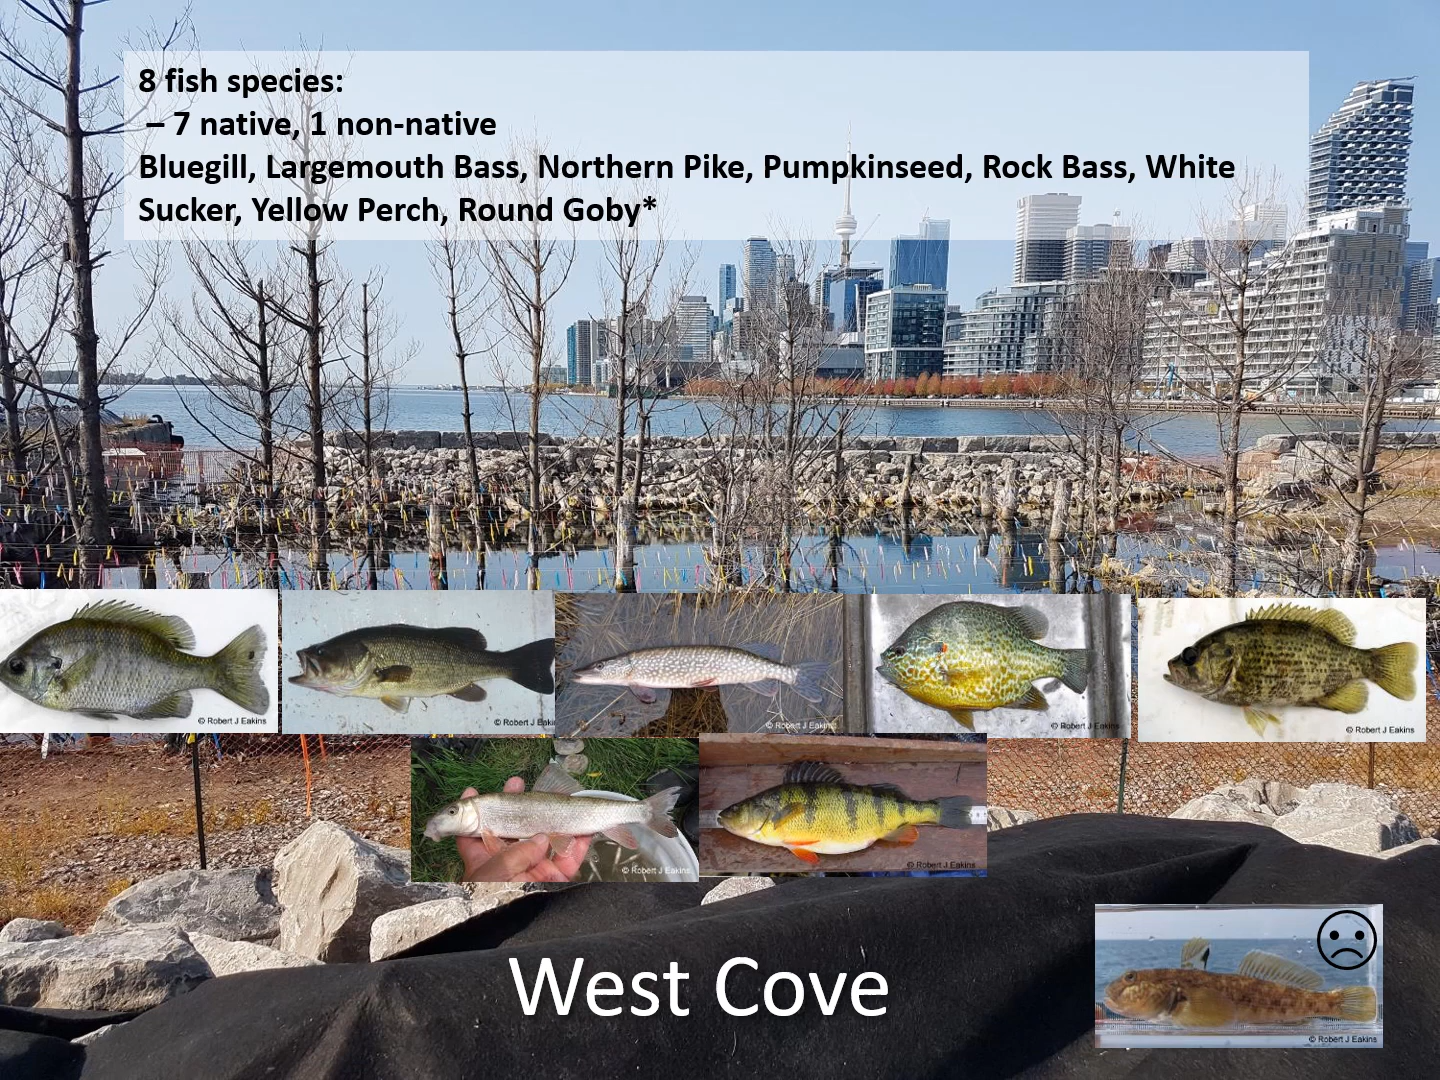 8 fish species:
– 7 native, 1 non-native
Bluegill, Largemouth Bass, Northern Pike, Pumpkinseed, Rock Bass, White
Sucker, Yellow Perch, Round Goby*
© Robert J Eakins
© Robert J Eakins
© Robert J Eakins
© Robert J Eakins
© Robert J Eakins
© Robert J Eakins
© Robert J Eakins
West Cove
© Robert J Eakins